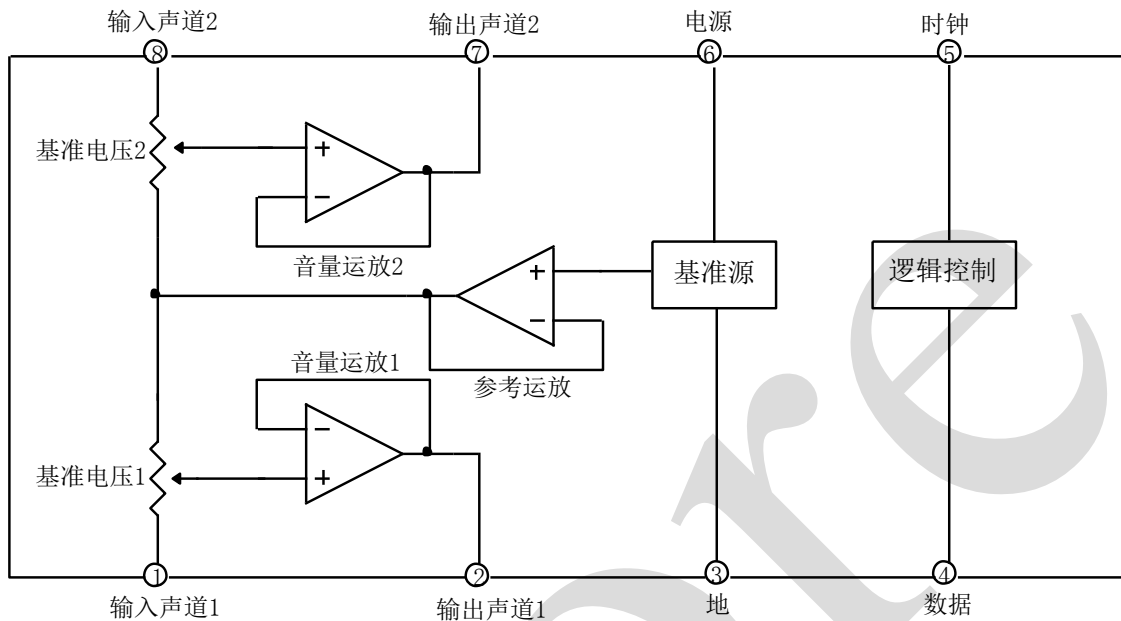 输入声道2
输出声道2
电源
时钟
⑧
⑦
⑥
⑤
基准电压2
+
−
音量运放2
+
−
基准源
逻辑控制
音量运放1
参考运放
−
+
基准电压1
①
②
③
④
输入声道1
输出声道1
地
数据
re